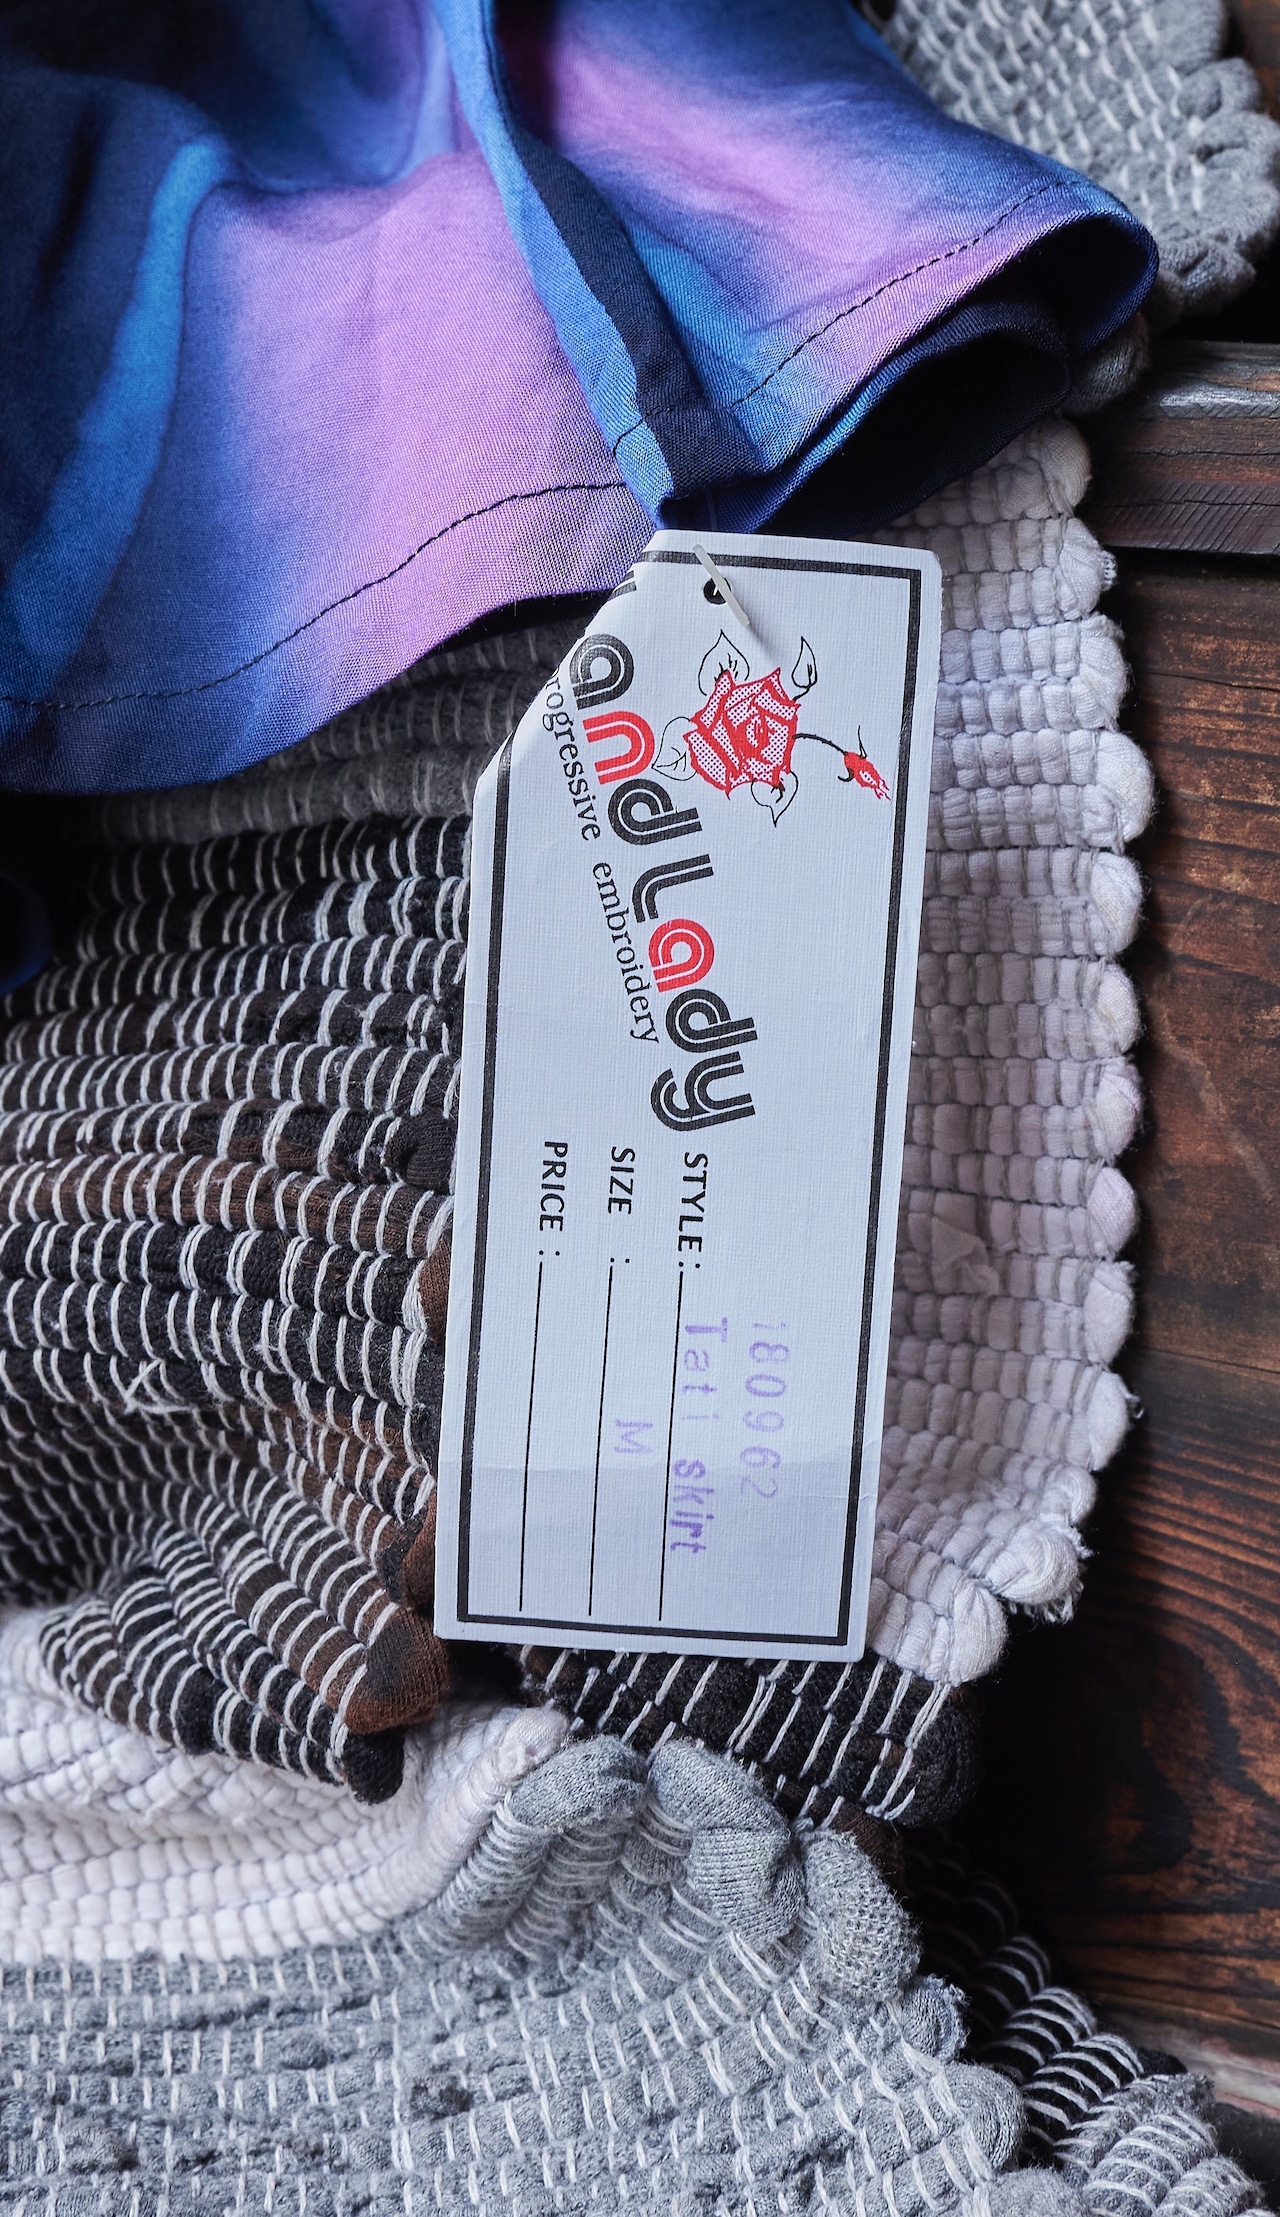 andLady
progressive embroidery
180962
STYLE: Tati skirt
SIZE : M
PRICE :